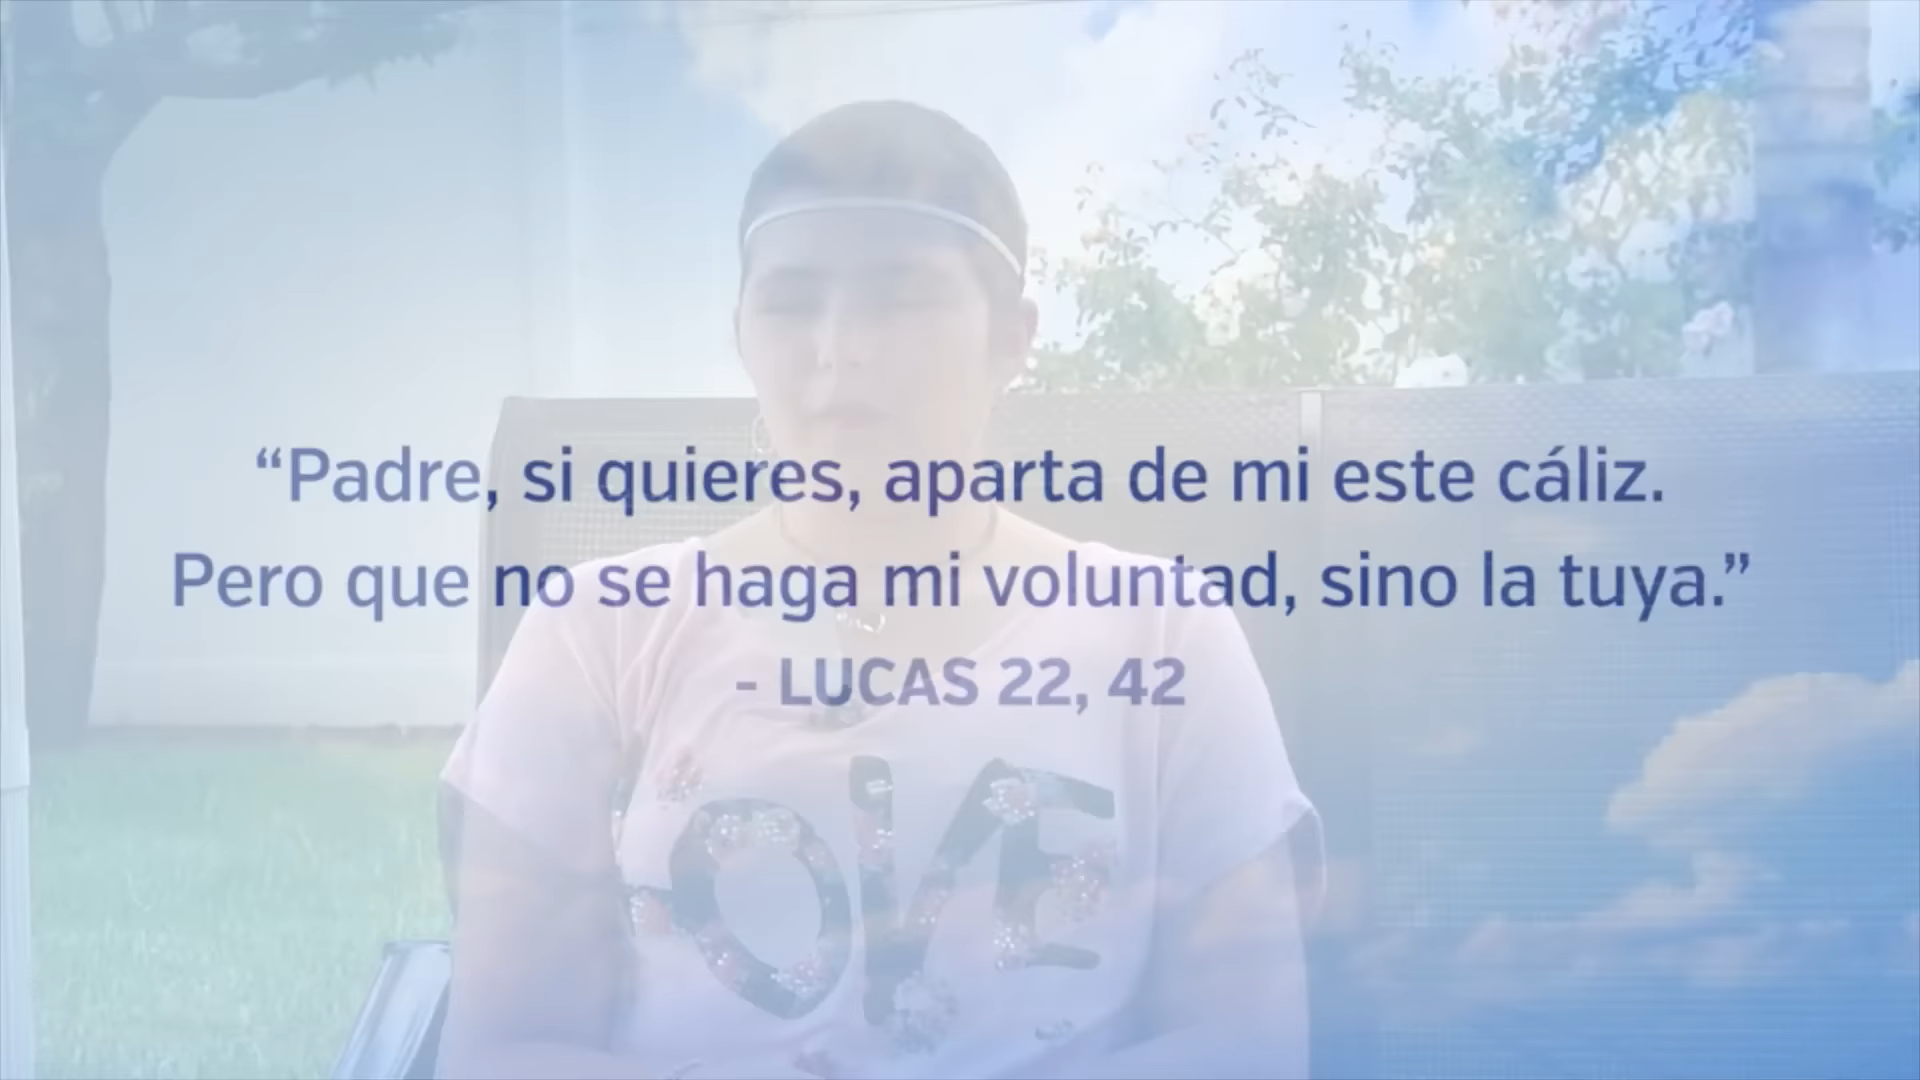 “Padre, si quieres, aparta de mi este cáliz.
Pero que no se haga mi voluntad, sino la tuya.”
- LUCAS 22, 42
LOVE